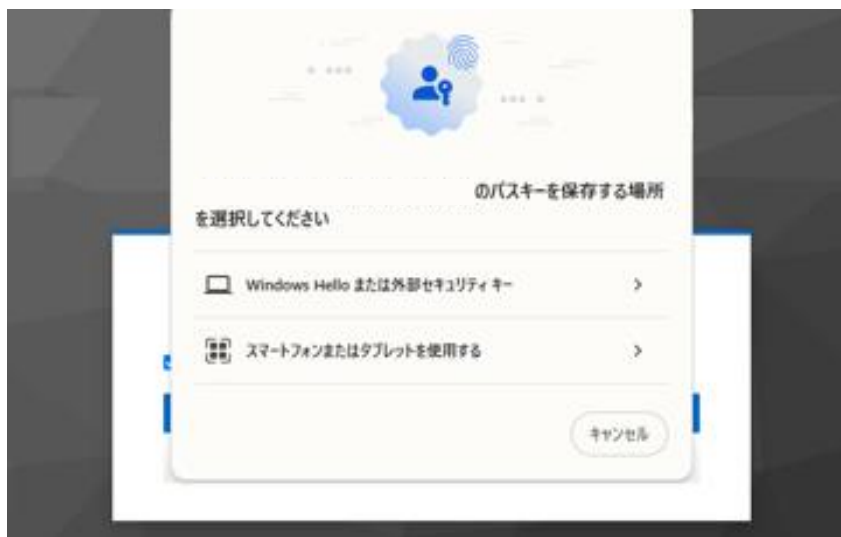 のパスキーを保存する場所
を選択してください
Windows Hello または外部セキュリティ キー
スマートフォンまたはタブレットを使用する
キャンセル